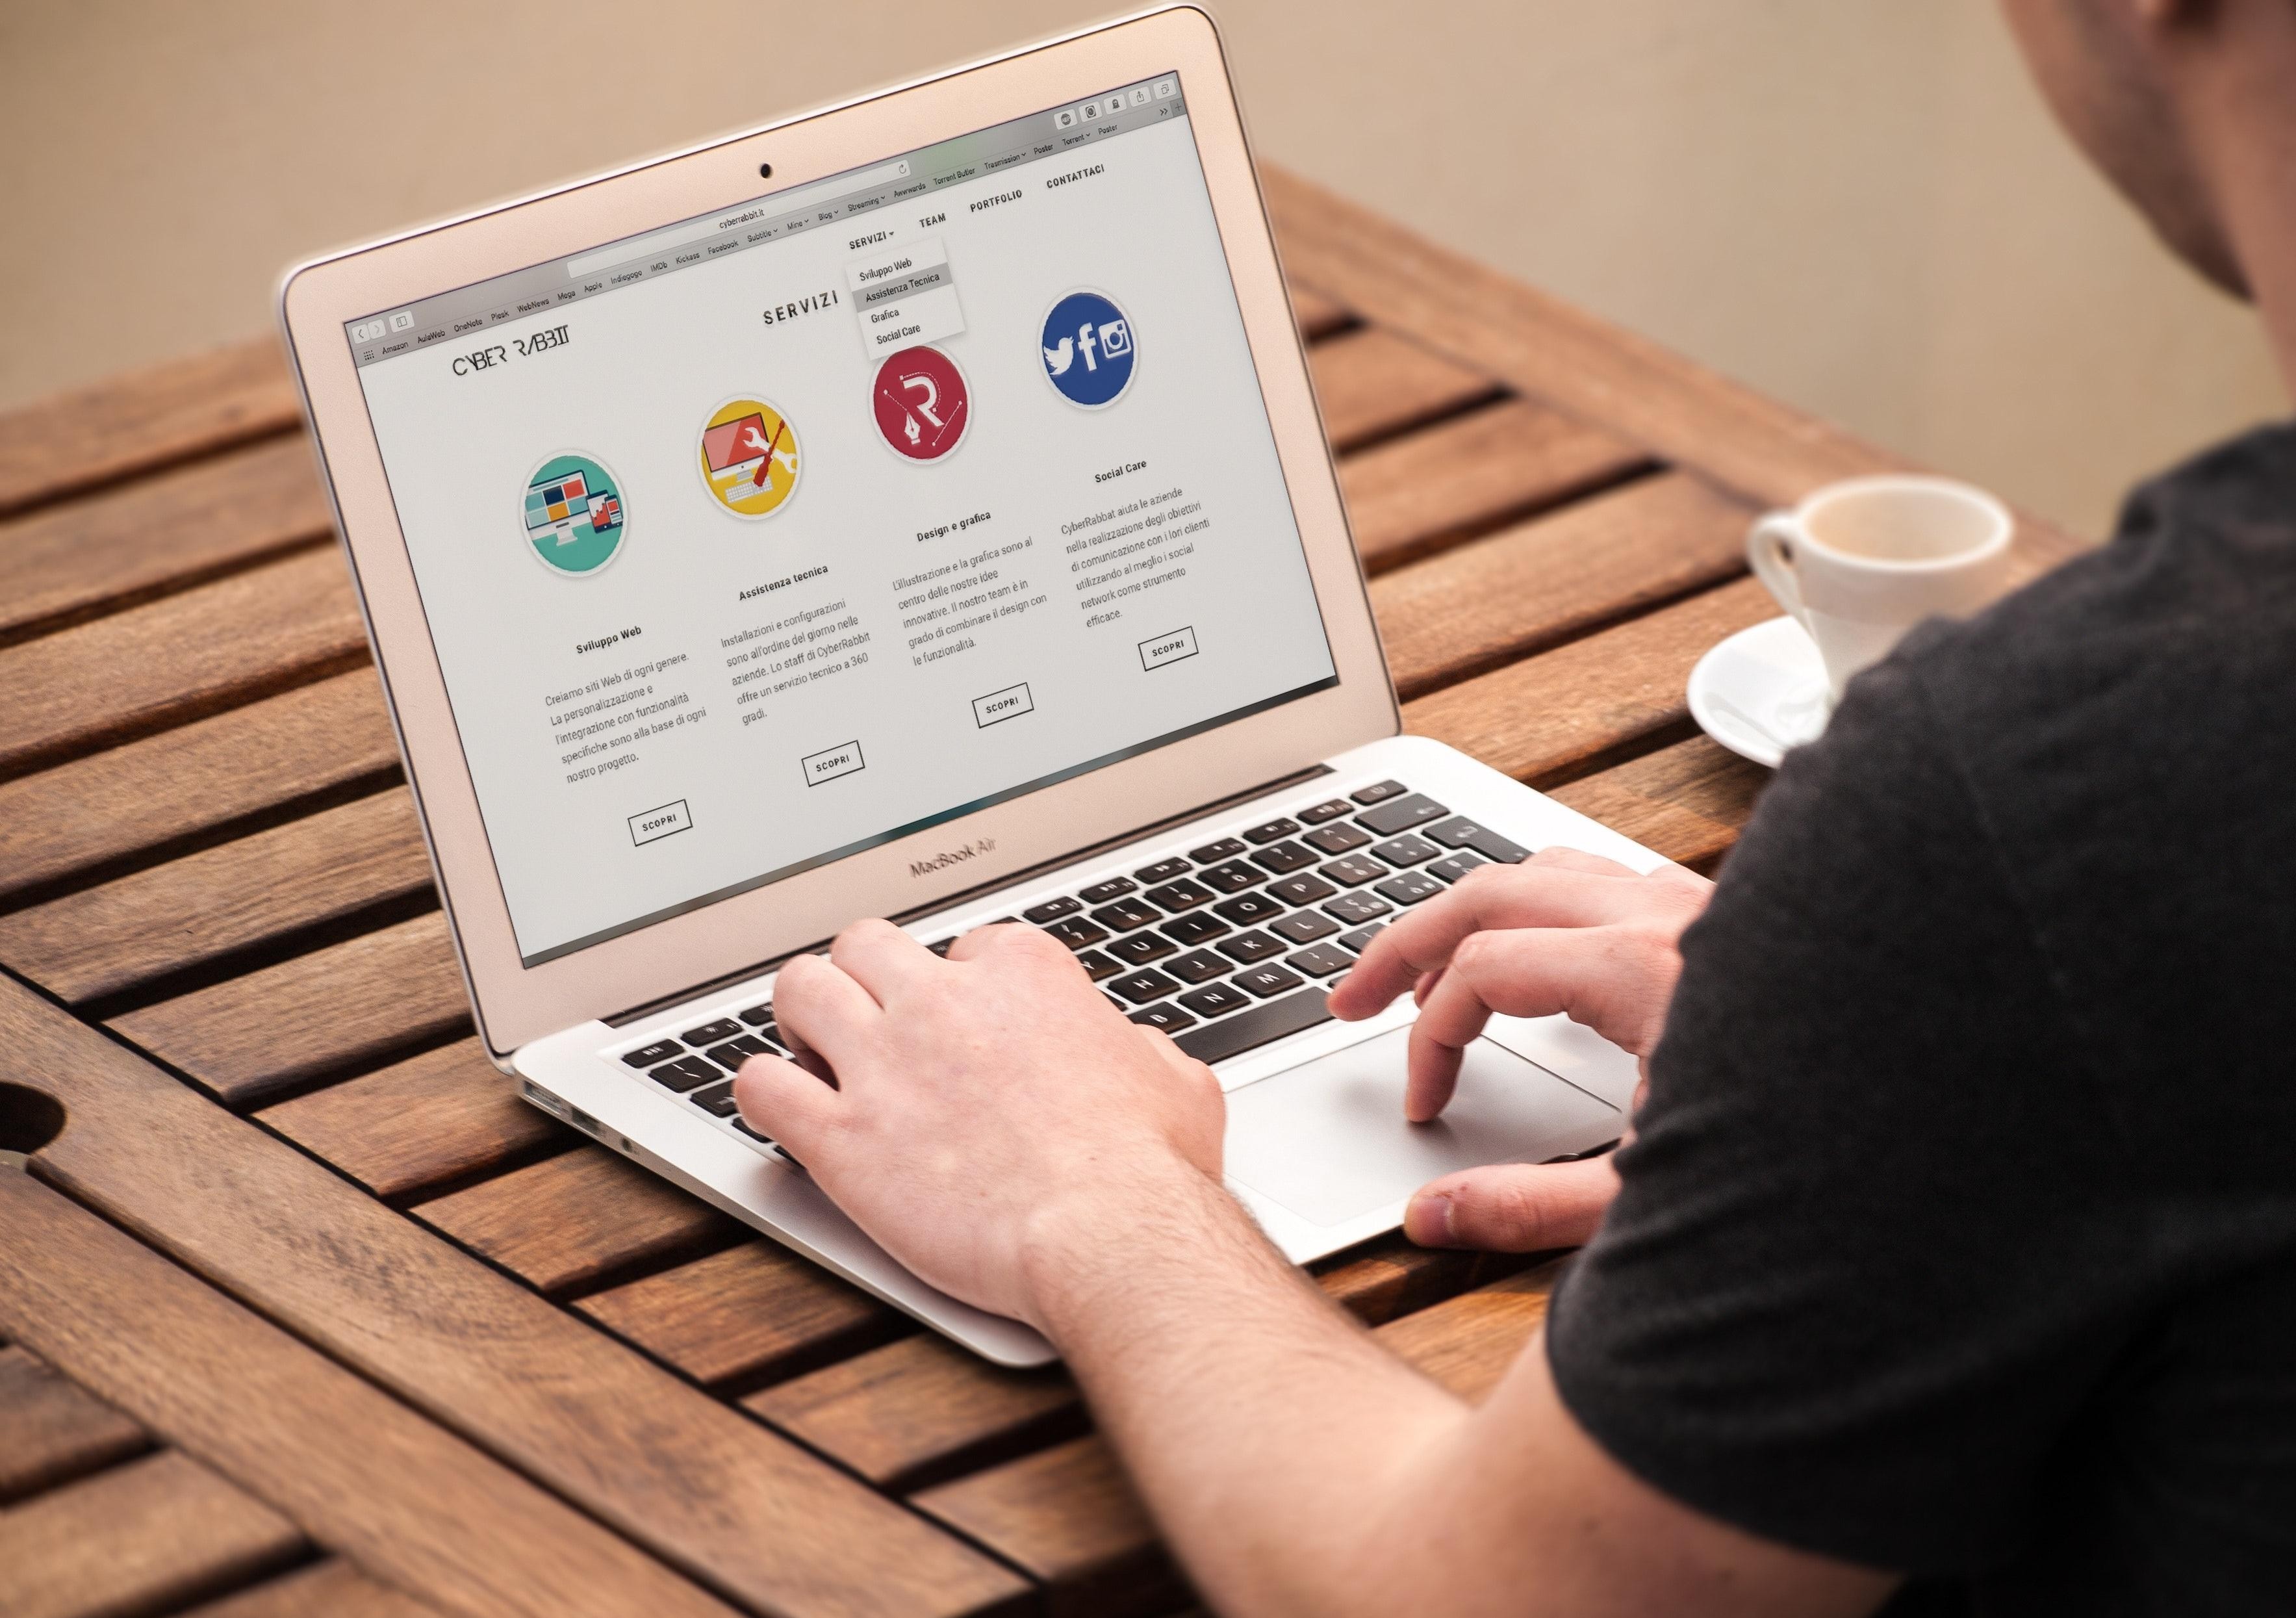 cyberrabbit.it
Amazon AulaWeb OneNote Plesk WebNews Mega Apple Indiegogo IMDb Kickass Facebook Subtitle Mine Blog Streaming Awwwards Torrent Butler Trasmission Poster Torrent Poster
CYBER RABBIT
SERVIZI TEAM PORTFOLIO CONTATTACI
Sviluppo Web
Assistenza Tecnica
Grafica
Social Care
SERVIZI
Sviluppo Web
Creiamo siti Web di ogni genere.
La personalizzazione e
l'integrazione con funzionalità
specifiche sono alla base di ogni
nostro progetto.
SCOPRI
Assistenza tecnica
Installazioni e configurazioni
sono all'ordine del giorno nelle
aziende. Lo staff di CyberRabbit
offre un servizio tecnico a 360
gradi.
SCOPRI
Design e grafica
L'illustrazione e la grafica sono al
centro delle nostre idee
innovative. Il nostro team è in
grado di combinare il design con
le funzionalità.
SCOPRI
Social Care
CyberRabbat aiuta le aziende
nella realizzazione degli obiettivi
di comunicazione con i lori clienti
utilizzando al meglio i social
network come strumento
efficace.
SCOPRI
MacBook Air
U I O P
H J K L
B N M